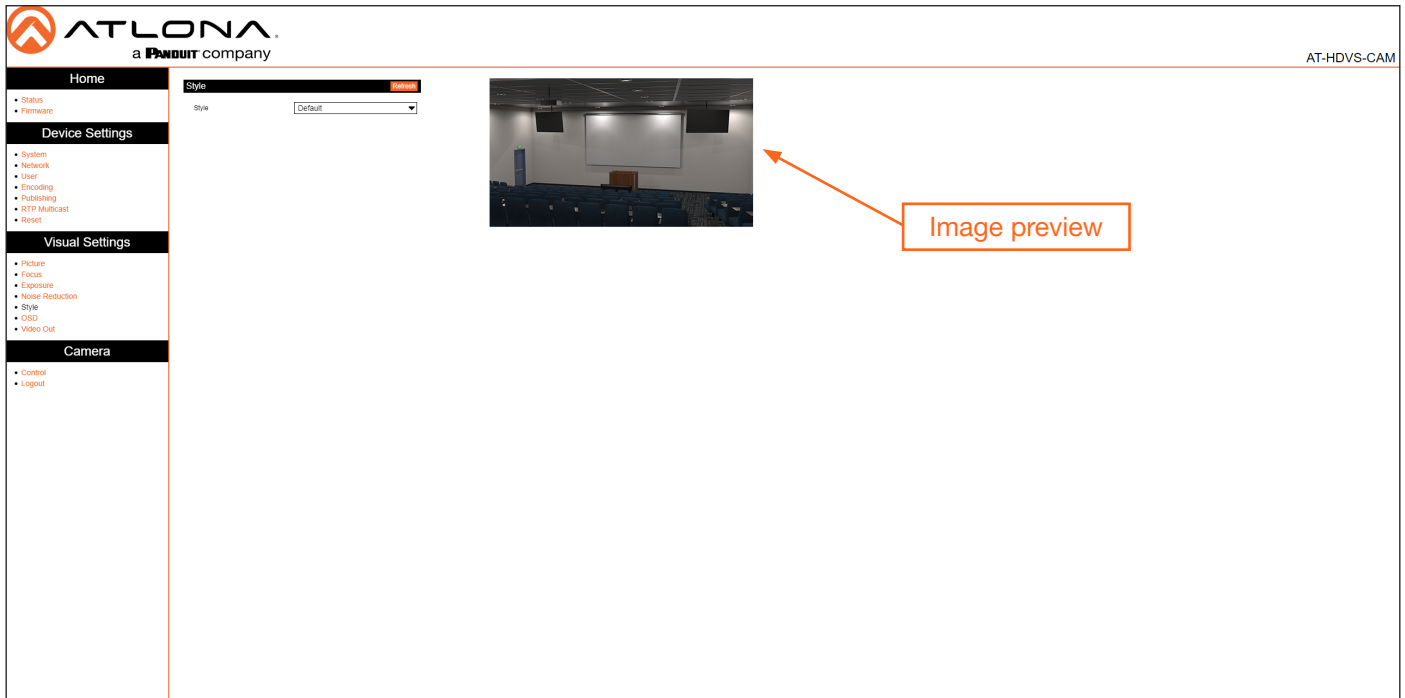 ATLONA.
a PANDUIT company
AT-HDVS-CAM
Home
Status
Firmware
Device Settings
System
Network
User
Encoding
Publishing
RTP Multicast
Reset
Visual Settings
Picture
Focus
Exposure
Noise Reduction
Style
OSD
Video Out
Camera
Control
Logout
Style Refresh
Style Default
Image preview